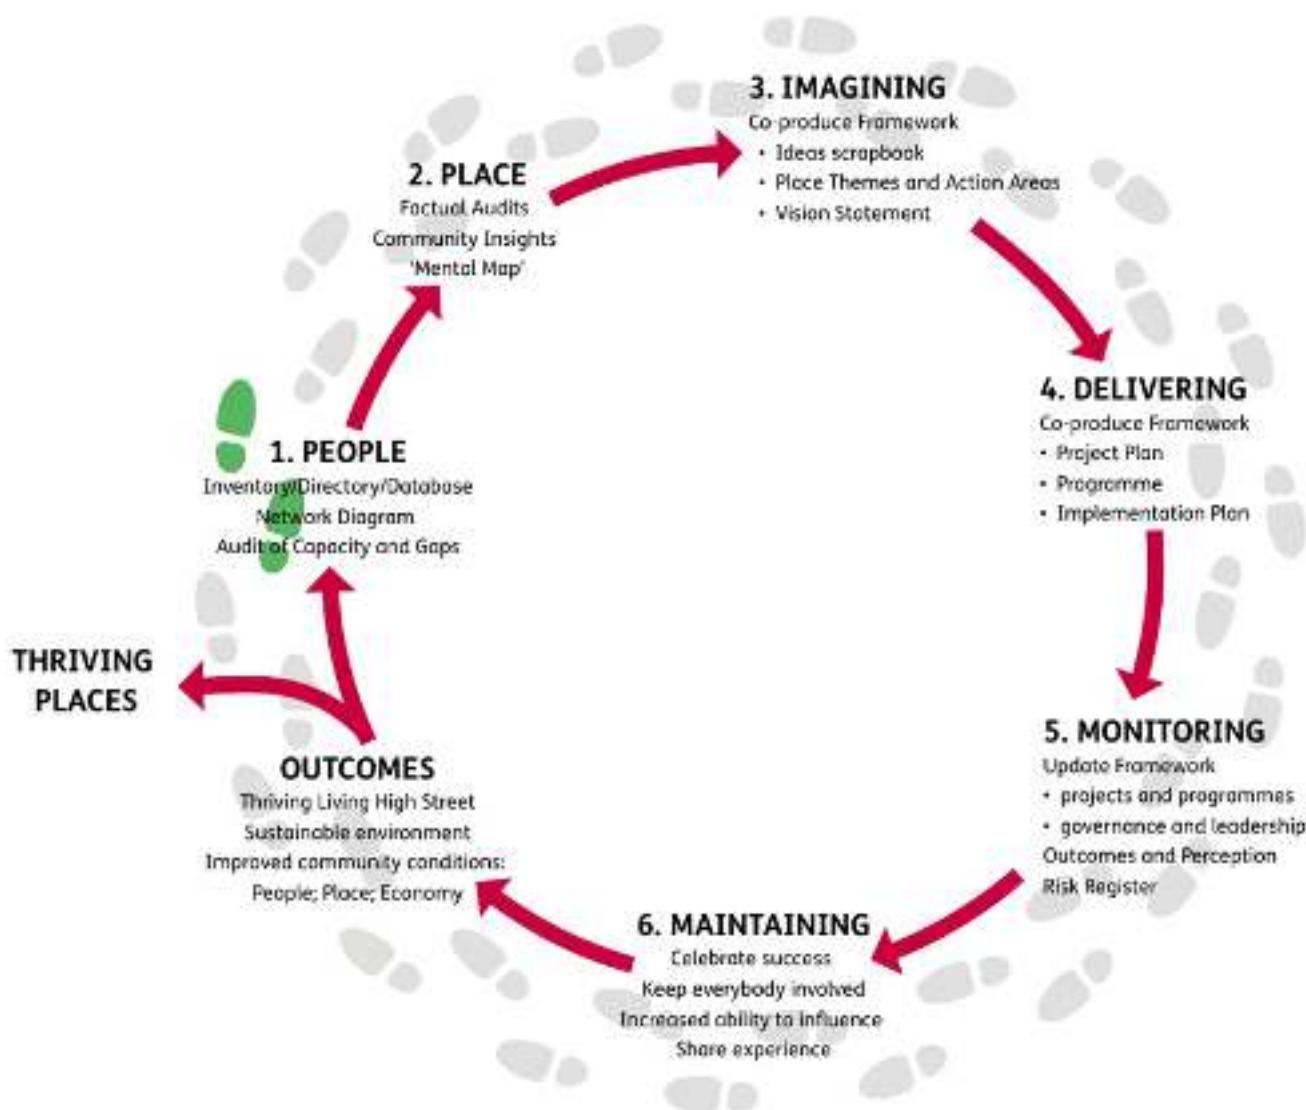 1. PEOPLE
Inventory/Directory/Database
Network Diagram
Audit of Capacity and Gaps
2. PLACE
Factual Audits
Community Insights
'Mental Map'
3. IMAGINING
Co-produce Framework
• Ideas scrapbook
• Place Themes and Action Areas
• Vision Statement
4. DELIVERING
Co-produce Framework
• Project Plan
• Programme
• Implementation Plan
5. MONITORING
Update Framework
• projects and programmes
• governance and leadership
Outcomes and Perception
Risk Register
6. MAINTAINING
Celebrate success
Keep everybody involved
Increased ability to influence
Share experience
OUTCOMES
Thriving Living High Street
Sustainable environment
Improved community conditions:
People; Place; Economy
THRIVING
PLACES